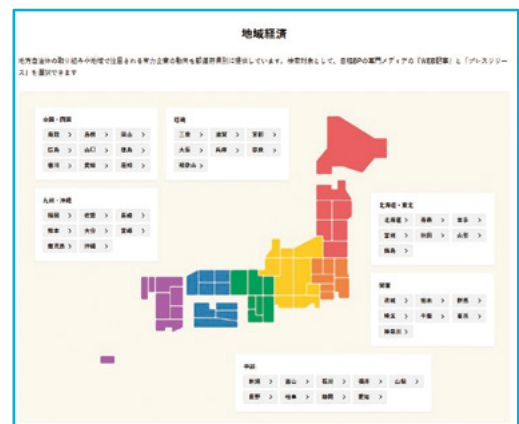 地域経済
地方自治体の取り組みや地域で注目される有力企業の動向を都道府県別に提供しています。検索対象として、日経BPの専門メディアの「WEB記事」と「プレスリリー
ス」を選択できます
中国・四国
鳥取 > 島根 > 岡山 >
広島 > 山口 > 徳島 >
香川 > 愛媛 > 高知 >
近畿
三重 > 滋賀 > 京都 >
大阪 > 兵庫 > 奈良 >
和歌山 >
九州・沖縄
福岡 > 佐賀 > 長崎 >
熊本 > 大分 > 宮崎 >
鹿児島 > 沖縄 >
北海道・東北
北海道 > 青森 > 岩手 >
宮城 > 秋田 > 山形 >
福島 >
関東
茨城 > 栃木 > 群馬 >
埼玉 > 千葉 > 東京 >
神奈川 >
中部
新潟 > 富山 > 石川 > 福井 > 山梨 >
長野 > 岐阜 > 静岡 > 愛知 >